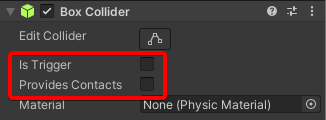 Box Collider
Edit Collider
Is Trigger
Provides Contacts
Material None (Physic Material)